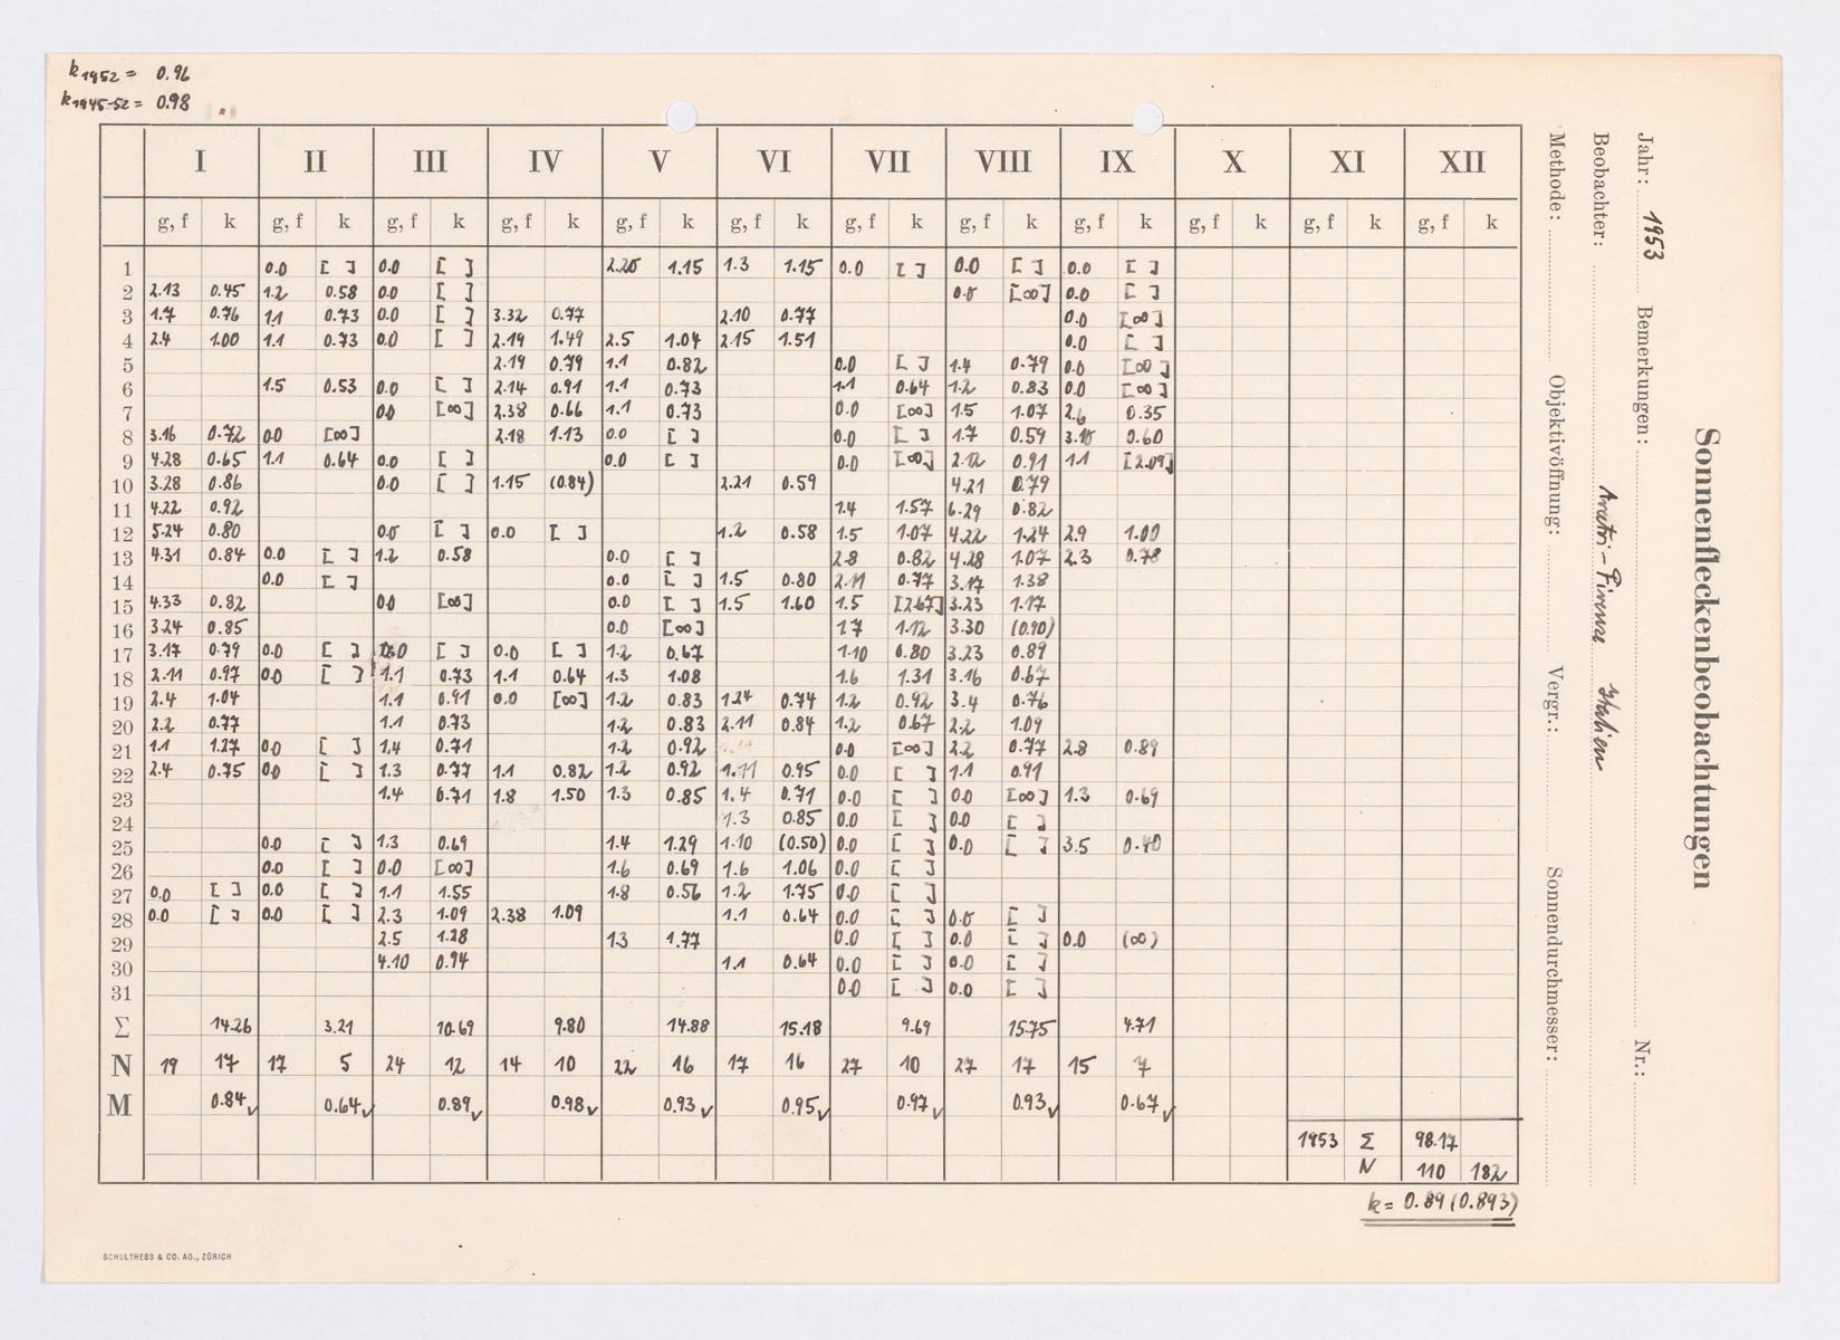 k1952 = 0.96
k1945-52 = 0.98
I II III IV V VI VII VIII IX X XI XII
g, f k g, f k g, f k g, f k g, f k g, f k g, f k g, f k g, f k g, f k g, f k g, f k
1 0.0 [ ] 0.0 [ ] 2.20 1.15 1.3 1.15 0.0 [ ] 0.0 [ ] 0.0 [ ]
2 2.13 0.45 1.2 0.58 0.0 [ ] 0.0 [∞] 0.0 [ ]
3 1.7 0.76 1.1 0.73 0.0 [ ] 3.32 0.77 2.10 0.77 0.0 [∞]
4 2.4 1.00 1.1 0.73 0.0 [ ] 2.19 1.49 2.5 1.04 2.15 1.51 0.0 [ ]
5 2.19 0.79 1.1 0.82 0.0 [ ] 1.4 0.79 0.0 [∞]
6 1.5 0.53 0.0 [ ] 2.14 0.91 1.1 0.73 1.1 0.64 1.2 0.83 0.0 [∞]
7 0.0 [∞] 2.38 0.66 1.1 0.73 0.0 [∞] 1.5 1.07 2.6 0.35
8 3.16 0.72 0.0 [∞] 2.18 1.13 0.0 [ ] 0.0 [ ] 1.7 0.59 3.18 0.60
9 4.28 0.65 1.1 0.64 0.0 [ ] 0.0 [ ] 0.0 [∞] 2.12 0.91 1.1 [2.09]
10 3.28 0.86 0.0 [ ] 1.15 (0.84) 2.21 0.59 4.21 0.79
11 4.22 0.92 1.4 1.57 6.29 0.82
12 5.24 0.80 0.0 [ ] 0.0 [ ] 1.2 0.58 1.5 1.07 4.22 1.24 2.9 1.00
13 4.31 0.84 0.0 [ ] 1.2 0.58 0.0 [ ] 2.8 0.82 4.28 1.07 2.3 0.78
14 0.0 [ ] 0.0 [ ] 1.5 0.80 2.11 0.77 3.17 1.38
15 4.33 0.82 0.0 [∞] 0.0 [ ] 1.5 1.60 1.5 [2.67] 3.23 1.17
16 3.24 0.85 0.0 [∞] 1.7 1.12 3.30 (0.90)
17 3.17 0.79 0.0 [ ] 0.0 [ ] 0.0 [ ] 1.2 0.67 1.10 0.80 3.23 0.89
18 2.11 0.97 0.0 [ ] 1.1 0.73 1.1 0.64 1.3 1.08 1.6 1.31 3.16 0.67
19 2.4 1.04 1.1 0.91 0.0 [∞] 1.2 0.83 1.24 0.74 1.2 0.92 3.4 0.76
20 2.2 0.77 1.1 0.73 1.2 0.83 2.11 0.84 1.2 0.67 2.2 1.09
21 1.1 1.27 0.0 [ ] 1.4 0.71 1.2 0.92 0.0 [∞] 2.2 0.77 2.8 0.89
22 2.4 0.75 0.0 [ ] 1.3 0.77 1.1 0.82 1.2 0.92 1.11 0.95 0.0 [ ] 1.1 0.91
23 1.4 0.71 1.8 1.50 1.3 0.85 1.4 0.71 0.0 [ ] 0.0 [∞] 1.3 0.69
24 1.3 0.85 0.0 [ ] 0.0 [ ]
25 0.0 [ ] 1.3 0.69 1.4 1.29 1.10 (0.50) 0.0 [ ] 0.0 [ ] 3.5 0.40
26 0.0 [ ] 0.0 [∞] 1.6 0.69 1.6 1.06 0.0 [ ]
27 0.0 [ ] 0.0 [ ] 1.1 1.55 1.8 0.56 1.2 1.75 0.0 [ ]
28 0.0 [ ] 0.0 [ ] 2.3 1.09 2.38 1.09 1.1 0.64 0.0 [ ] 0.0 [ ]
29 2.5 1.28 1.3 1.77 0.0 [ ] 0.0 [ ] 0.0 (∞)
30 4.10 0.94 1.1 0.64 0.0 [ ] 0.0 [ ]
31 0.0 [ ] 0.0 [ ]
Σ 14.26 3.21 10.69 9.80 14.88 15.18 9.69 15.75 4.71
N 19 17 17 5 24 12 14 10 22 16 17 16 27 10 27 17 15 7
M 0.84 ✓ 0.64 ✓ 0.89 ✓ 0.98 ✓ 0.93 ✓ 0.95 ✓ 0.97 ✓ 0.93 ✓ 0.67 ✓
1953 Σ 98.17
N 110 182
k = 0.89 (0.893)
SCHULTHESS & CO. AG., ZÜRICH
Sonnenfleckenbeobachtungen
Jahr: 1953 Bemerkungen: Nr.:
Beobachter: Arcetri-Firenze Italien
Methode: Objektivöffnung: Vergr.: Sonnendurchmesser: